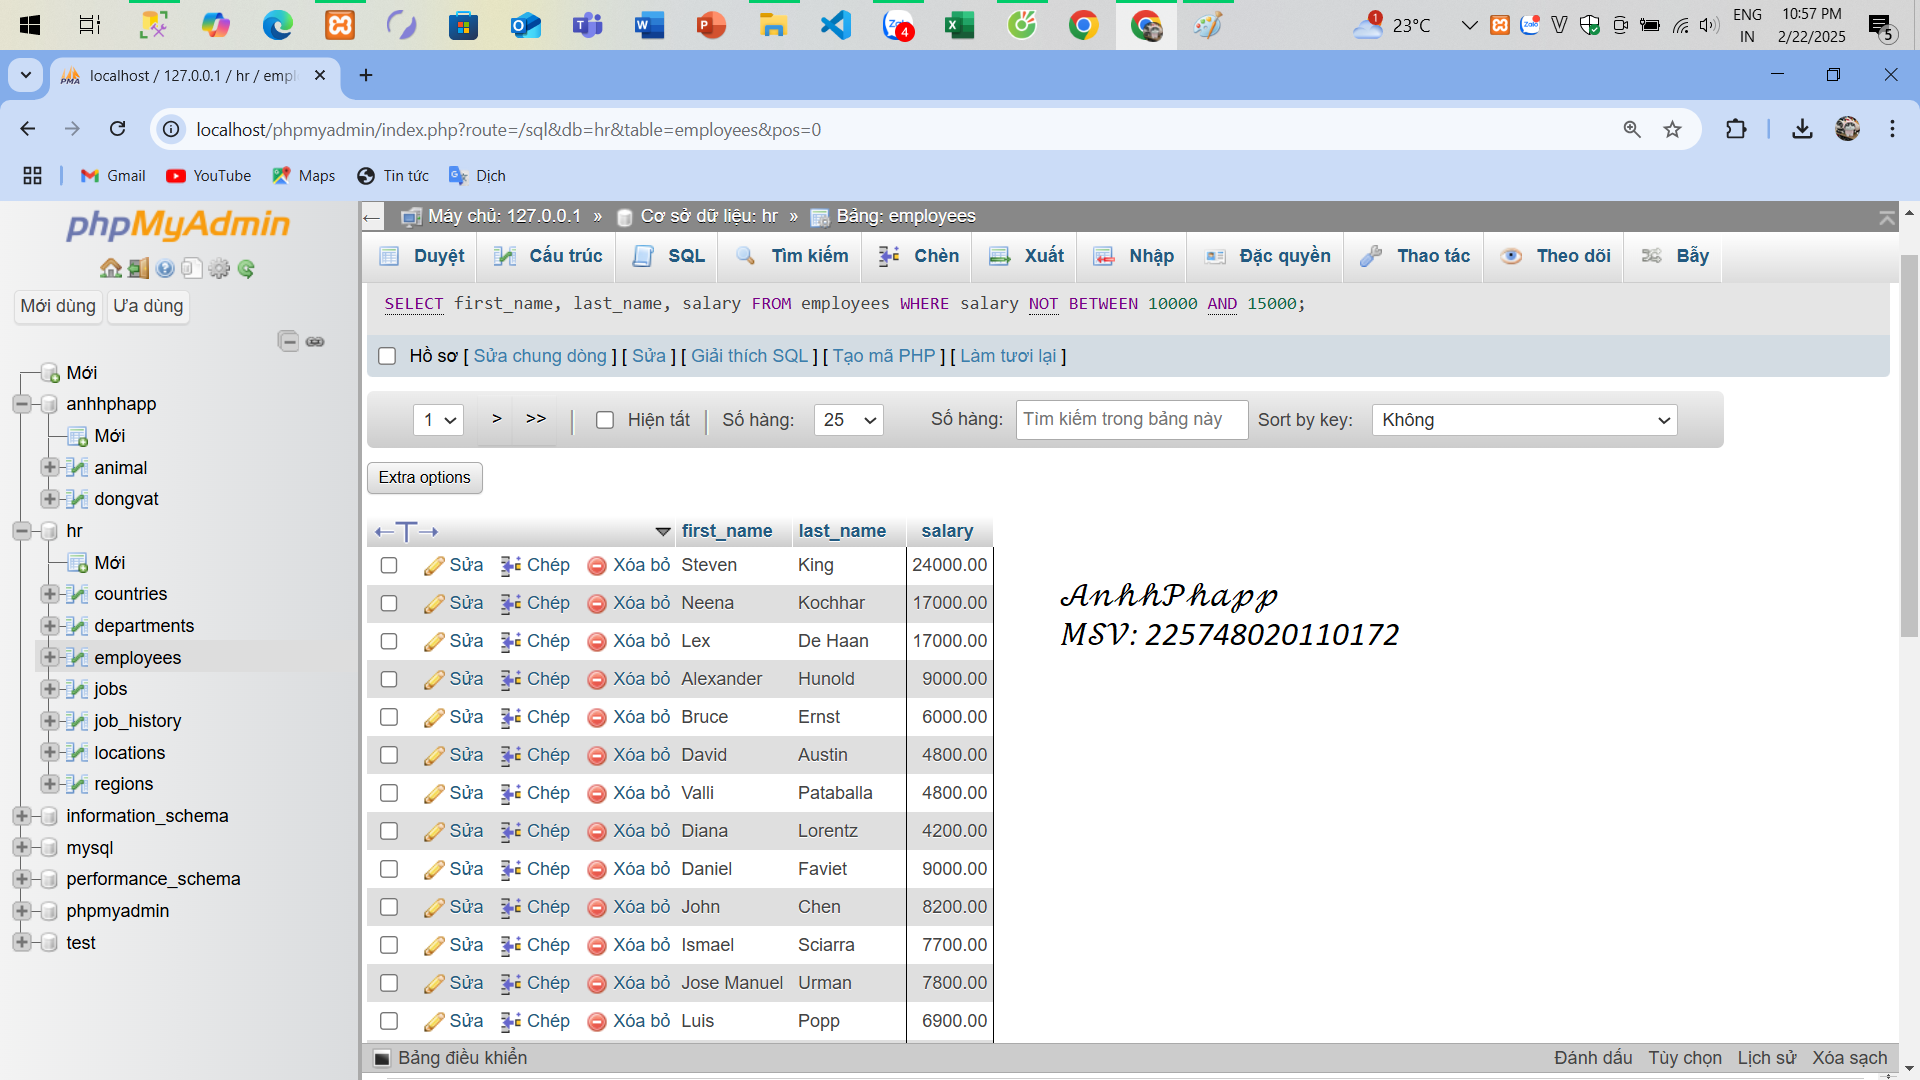 ENG
10:57 PM
23°C
IN
2/22/2025
localhost / 127.0.0.1 / hr / empl
localhost/phpmyadmin/index.php?route=/sql&db=hr&table=employees&pos=0
Gmail YouTube Maps Tin tức Dịch
phpMyAdmin
Mới dùng Ưa dùng
Mới
anhhphapp
Mới
animal
dongvat
hr
Mới
countries
departments
employees
jobs
job_history
locations
regions
information_schema
mysql
performance_schema
phpmyadmin
test
Máy chủ: 127.0.0.1 » Cơ sở dữ liệu: hr » Bảng: employees
Duyệt Cấu trúc SQL Tìm kiếm Chèn Xuất Nhập Đặc quyền Thao tác Theo dõi Bẫy
SELECT first_name, last_name, salary FROM employees WHERE salary NOT BETWEEN 10000 AND 15000;
Hồ sơ [ Sửa chung dòng ] [ Sửa ] [ Giải thích SQL ] [ Tạo mã PHP ] [ Làm tươi lại ]
1 > >> | Hiện tất | Số hàng: 25 Số hàng: Tìm kiếm trong bảng này Sort by key: Không
Extra options
←T→ first_name last_name salary
Sửa Chép Xóa bỏ Steven King 24000.00
Sửa Chép Xóa bỏ Neena Kochhar 17000.00
Sửa Chép Xóa bỏ Lex De Haan 17000.00
Sửa Chép Xóa bỏ Alexander Hunold 9000.00
Sửa Chép Xóa bỏ Bruce Ernst 6000.00
Sửa Chép Xóa bỏ David Austin 4800.00
Sửa Chép Xóa bỏ Valli Pataballa 4800.00
Sửa Chép Xóa bỏ Diana Lorentz 4200.00
Sửa Chép Xóa bỏ Daniel Faviet 9000.00
Sửa Chép Xóa bỏ John Chen 8200.00
Sửa Chép Xóa bỏ Ismael Sciarra 7700.00
Sửa Chép Xóa bỏ Jose Manuel Urman 7800.00
Sửa Chép Xóa bỏ Luis Popp 6900.00
AnhhPhapp
MSV: 225748020110172
Bảng điều khiển Đánh dấu Tùy chọn Lịch sử Xóa sạch